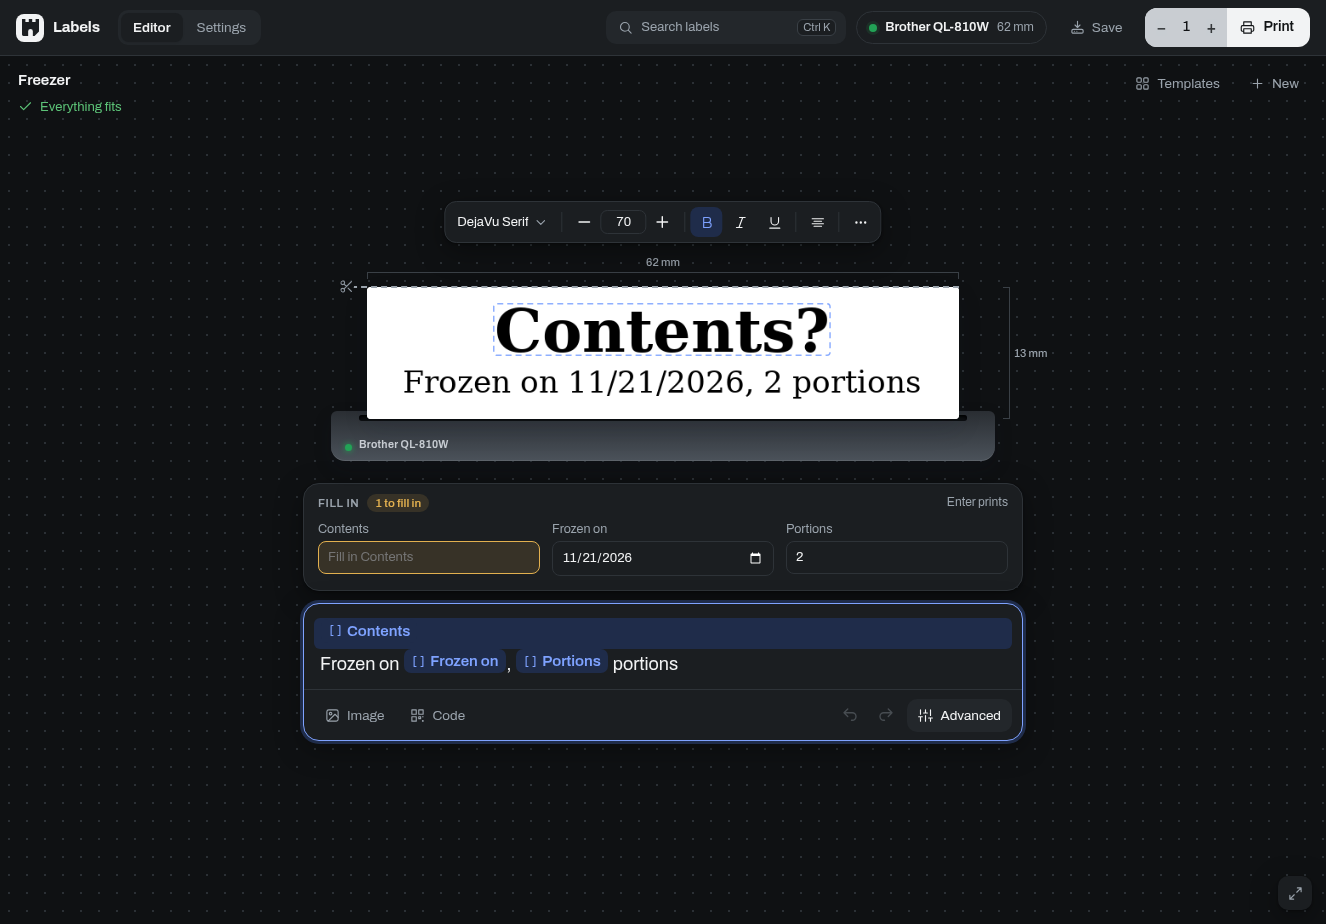 Labels
Editor
Settings
Search labels
Ctrl K
Brother QL-810W 62 mm
Save
− 1 +
Print
Freezer
Everything fits
Templates
New
DejaVu Serif
70
B I U
62 mm
Contents?
Frozen on 11/21/2026, 2 portions
13 mm
Brother QL-810W
FILL IN 1 to fill in
Enter prints
Contents
Frozen on
Portions
Fill in Contents
11/21/2026
2
[] Contents
Frozen on [] Frozen on , [] Portions portions
Image
Code
Advanced